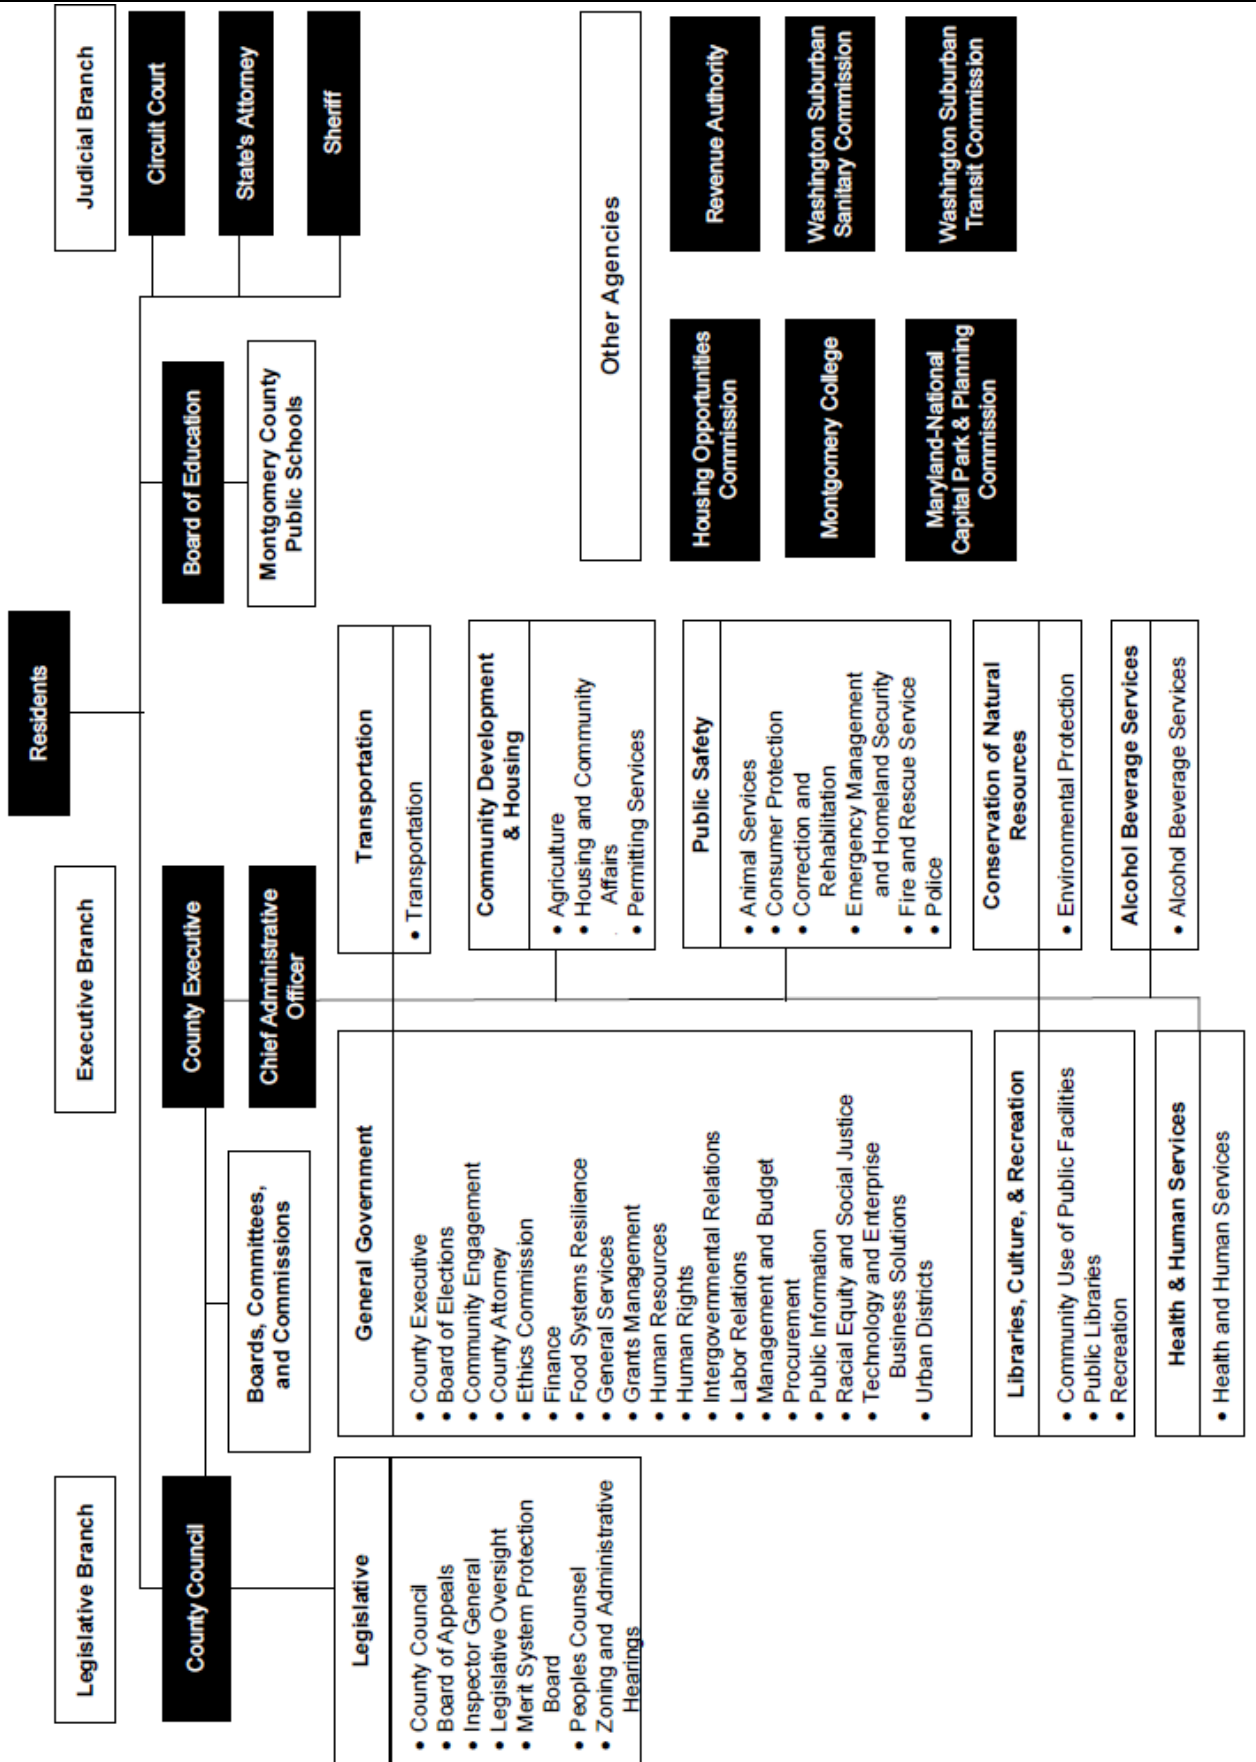 Residents
Legislative Branch
Executive Branch
Judicial Branch
County Council
County Executive
Board of Education
Circuit Court
Boards, Committees,
and Commissions
Chief Administrative
Officer
Montgomery County
Public Schools
State's Attorney
Sheriff
Legislative
• County Council
• Board of Appeals
• Inspector General
• Legislative Oversight
• Merit System Protection
Board
• Peoples Counsel
• Zoning and Administrative
Hearings
General Government
• County Executive
• Board of Elections
• Community Engagement
• County Attorney
• Ethics Commission
• Finance
• Food Systems Resilience
• General Services
• Grants Management
• Human Resources
• Human Rights
• Intergovernmental Relations
• Labor Relations
• Management and Budget
• Procurement
• Public Information
• Racial Equity and Social Justice
• Technology and Enterprise
Business Solutions
• Urban Districts
Libraries, Culture, & Recreation
• Community Use of Public Facilities
• Public Libraries
• Recreation
Health & Human Services
• Health and Human Services
Transportation
• Transportation
Community Development
& Housing
• Agriculture
• Housing and Community
Affairs
• Permitting Services
Public Safety
• Animal Services
• Consumer Protection
• Correction and
Rehabilitation
• Emergency Management
and Homeland Security
• Fire and Rescue Service
• Police
Conservation of Natural
Resources
• Environmental Protection
Alcohol Beverage Services
• Alcohol Beverage Services
Other Agencies
Housing Opportunities
Commission
Revenue Authority
Montgomery College
Washington Suburban
Sanitary Commission
Maryland-National
Capital Park & Planning
Commission
Washington Suburban
Transit Commission